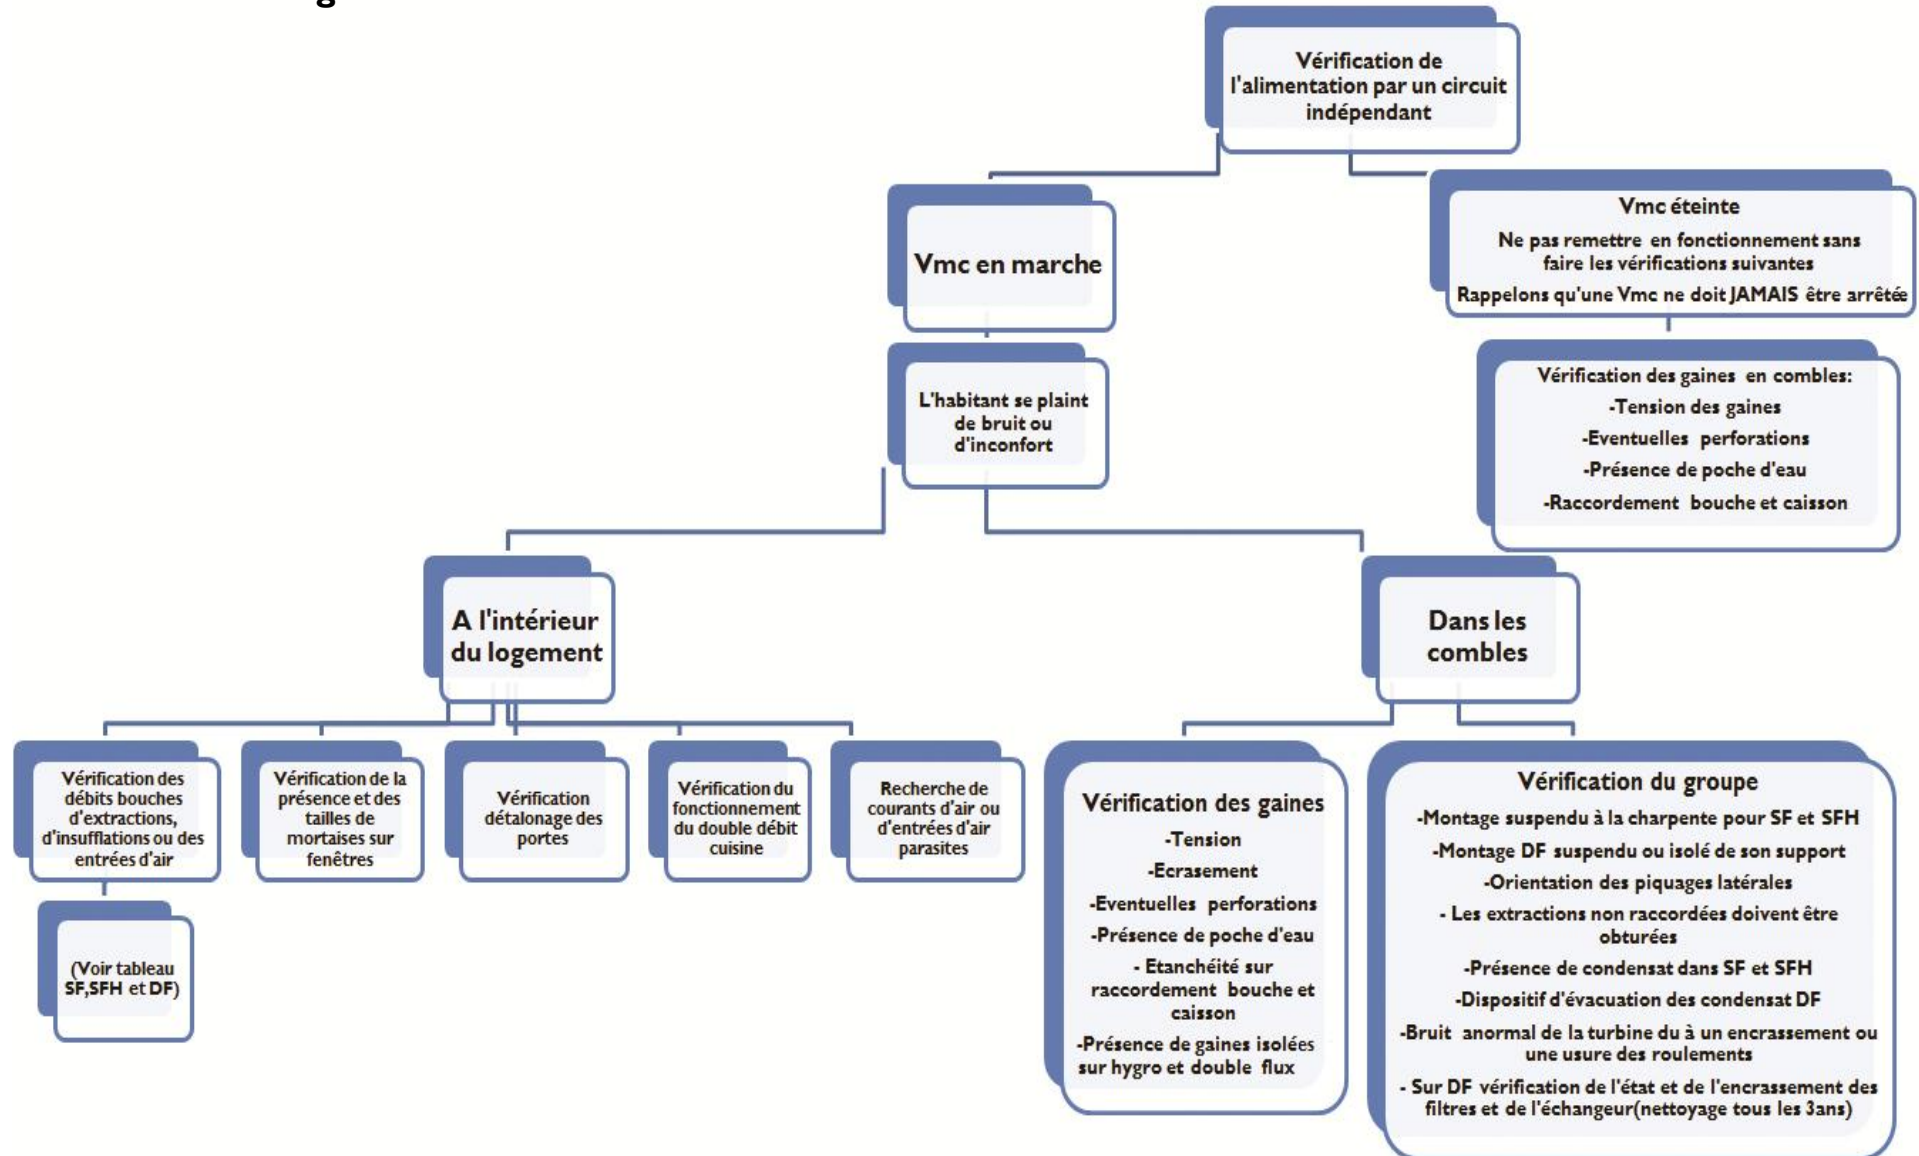 Vérification de
l'alimentation par un circuit
indépendant
Vmc en marche
Vmc éteinte
Ne pas remettre en fonctionnement sans
faire les vérifications suivantes
Rappelons qu'une Vmc ne doit JAMAIS être arrêtée
L'habitant se plaint
de bruit ou
d'inconfort
Vérification des gaines en combles:
-Tension des gaines
-Eventuelles perforations
-Présence de poche d'eau
-Raccordement bouche et caisson
A l'intérieur
du logement
Dans les
combles
Vérification des
débits bouches
d'extractions,
d'insufflations ou des
entrées d'air
Vérification de la
présence et des
tailles de
mortaises sur
fenêtres
Vérification
détalonage des
portes
Vérification du
fonctionnement
du double débit
cuisine
Recherche de
courants d'air ou
d'entrées d'air
parasites
(Voir tableau
SF,SFH et DF)
Vérification des gaines
-Tension
-Ecrasement
-Eventuelles perforations
-Présence de poche d'eau
- Etanchéité sur
raccordement bouche et
caisson
-Présence de gaines isolées
sur hygro et double flux
Vérification du groupe
-Montage suspendu à la charpente pour SF et SFH
-Montage DF suspendu ou isolé de son support
-Orientation des piquages latérales
- Les extractions non raccordées doivent être
obturées
-Présence de condensat dans SF et SFH
-Dispositif d'évacuation des condensat DF
-Bruit anormal de la turbine du à un encrassement ou
une usure des roulements
- Sur DF vérification de l'état et de l'encrassement des
filtres et de l'échangeur(nettoyage tous les 3ans)